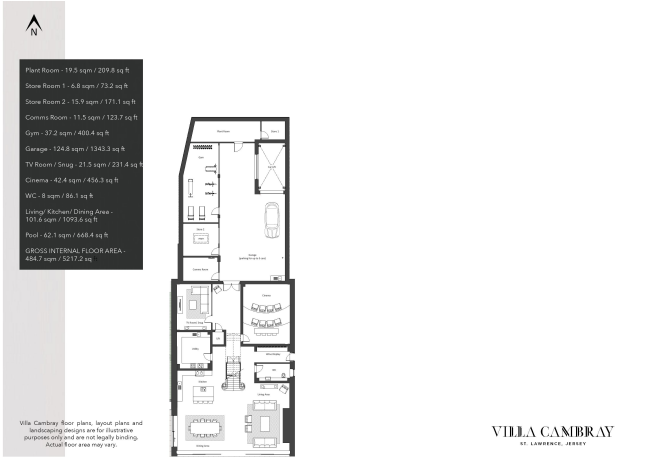 N
Plant Room - 19.5 sqm / 209.8 sq ft
Store Room 1 - 6.8 sqm / 73.2 sq ft
Store Room 2 - 15.9 sqm / 171.1 sq ft
Comms Room - 11.5 sqm / 123.7 sq ft
Gym - 37.2 sqm / 400.4 sq ft
Garage - 124.8 sqm / 1343.3 sq ft
TV Room / Snug - 21.5 sqm / 231.4 sq ft
Cinema - 42.4 sqm / 456.3 sq ft
WC - 8 sqm / 86.1 sq ft
Living/ Kitchen/ Dining Area -
101.6 sqm / 1093.6 sq ft
Pool - 62.1 sqm / 668.4 sq ft
GROSS INTERNAL FLOOR AREA -
484.7 sqm / 5217.2 sq
Plant Room
Gym
Garage
Comms Room
Cinema
Kitchen
Living Room
Dining Area
Villa Cambray floor plans, layout plans and
landscaping designs are for illustrative
purposes only and are not legally binding.
Actual floor area may vary.
VILLA CAMBRAY
ST. LAWRENCE, JERSEY